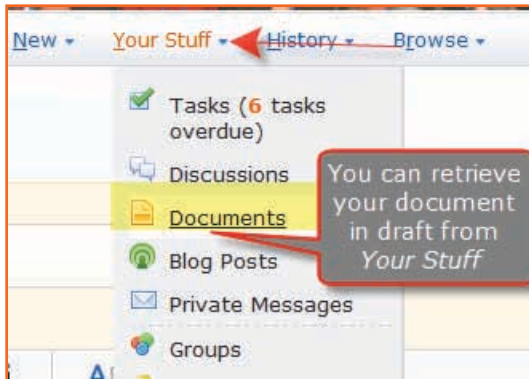 New Your Stuff History Browse
Tasks (6 tasks
overdue)
Discussions
Documents
Blog Posts
Private Messages
Groups
You can retrieve
your document
in draft from
Your Stuff